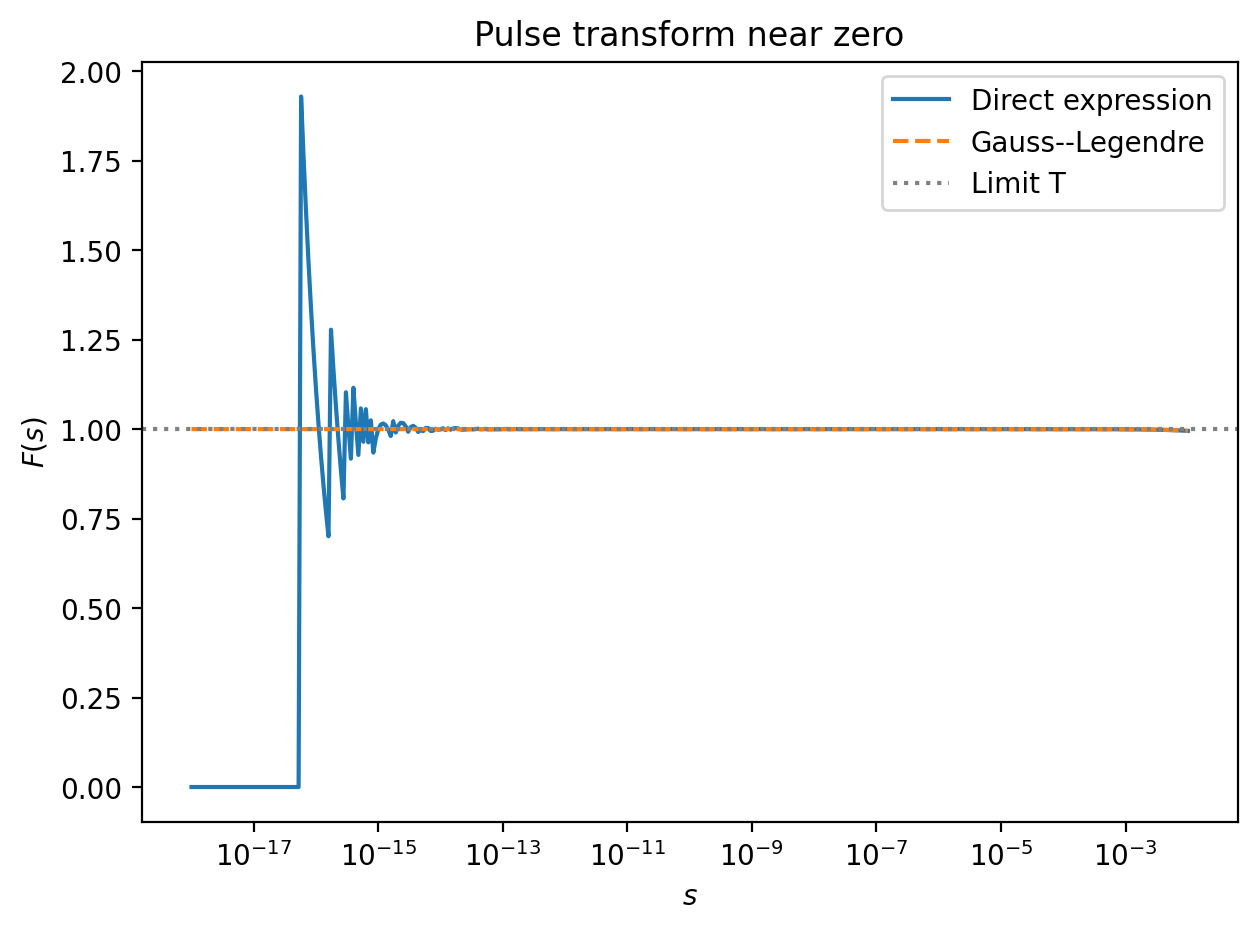 Pulse transform near zero
Direct expression
Gauss--Legendre
Limit T
2.00
1.75
1.50
1.25
1.00
0.75
0.50
0.25
0.00
F(s)
10⁻¹⁷ 10⁻¹⁵ 10⁻¹³ 10⁻¹¹ 10⁻⁹ 10⁻⁷ 10⁻⁵ 10⁻³
s